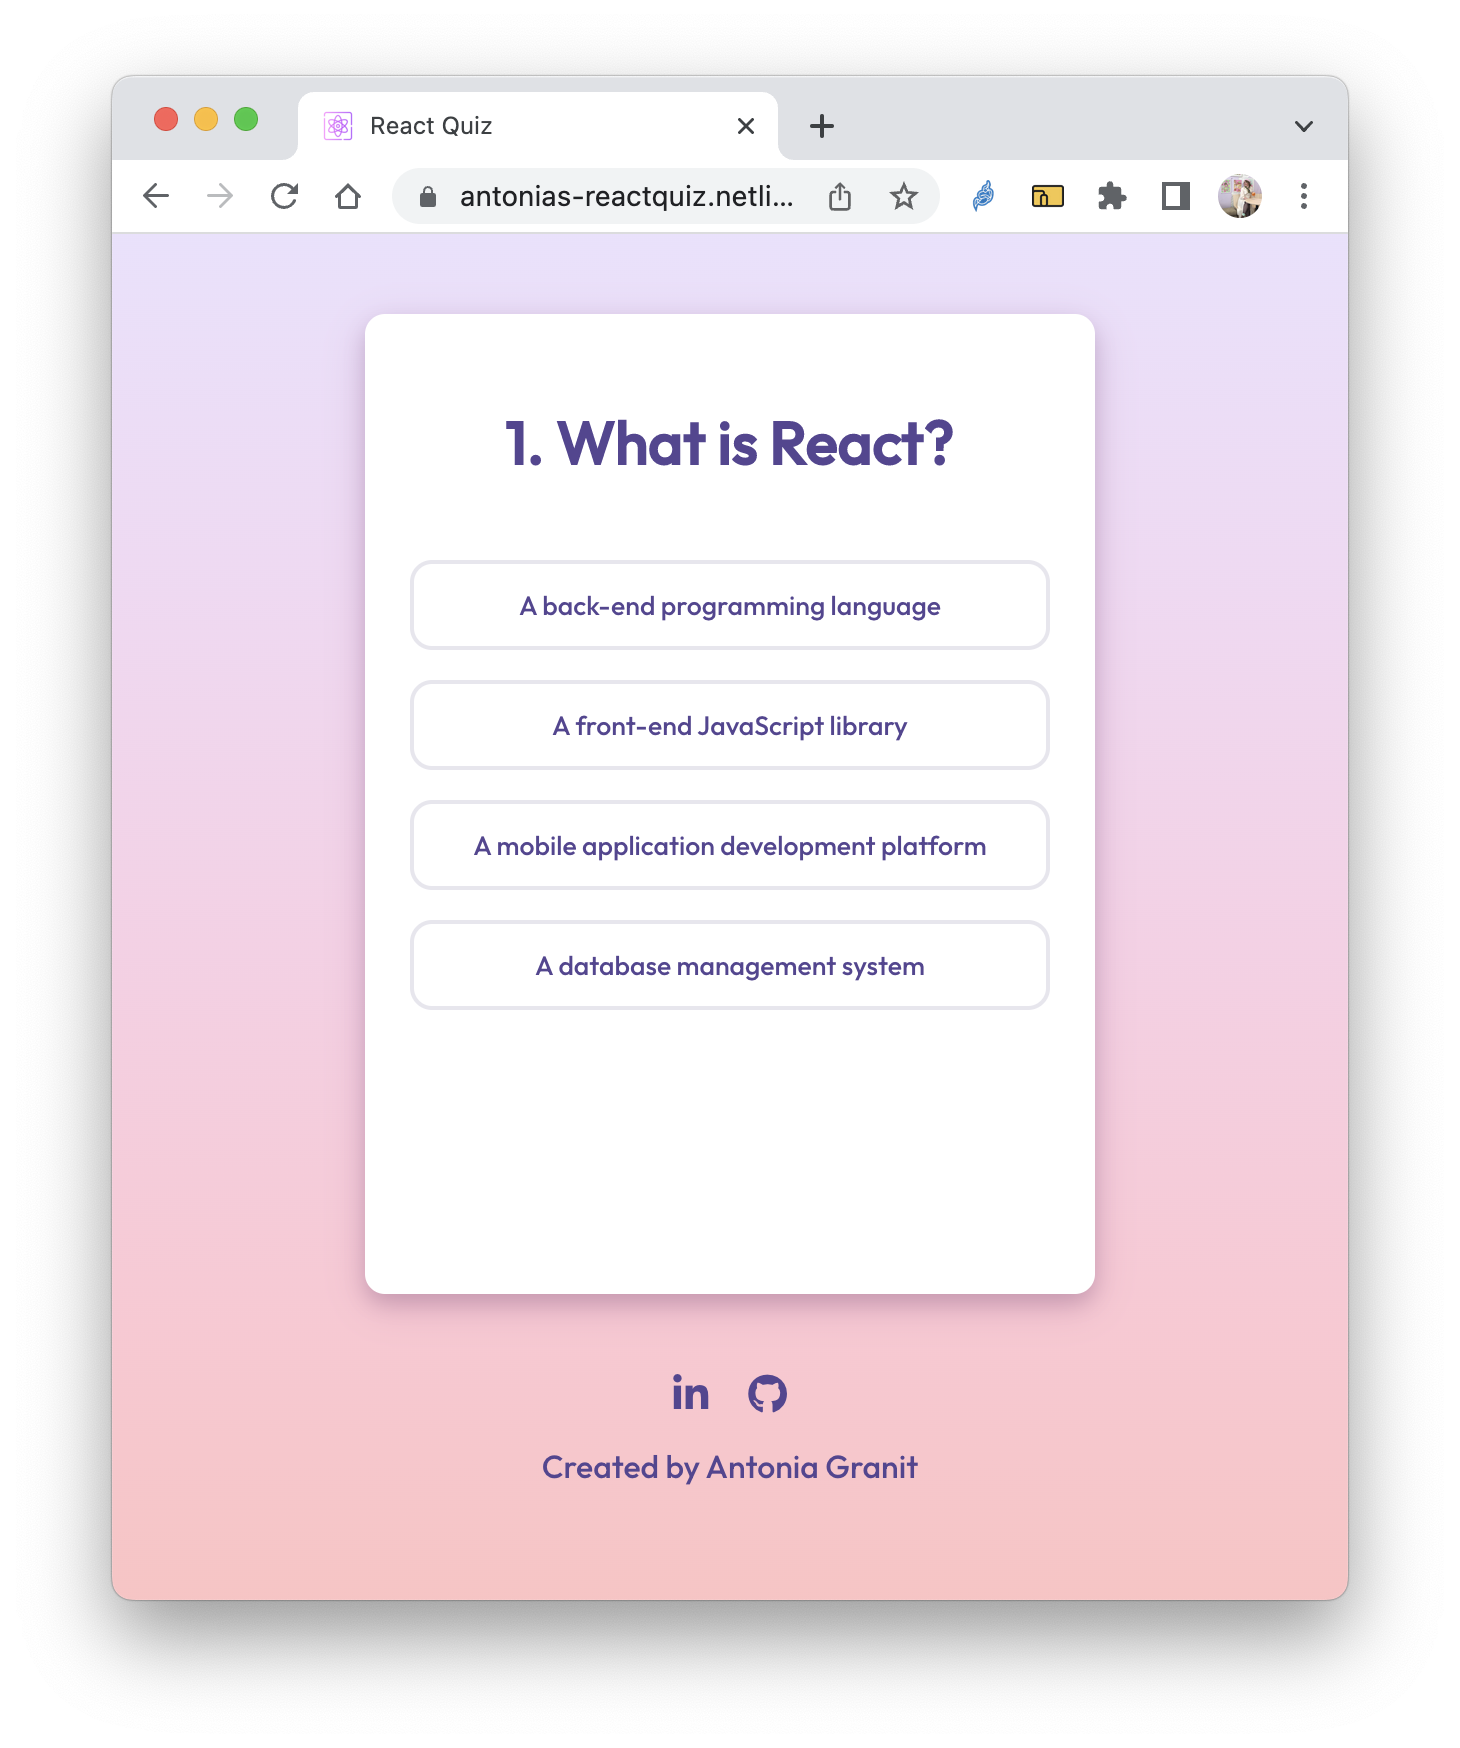 React Quiz
antonias-reactquiz.netli...
1. What is React?
A back-end programming language
A front-end JavaScript library
A mobile application development platform
A database management system
in
Created by Antonia Granit